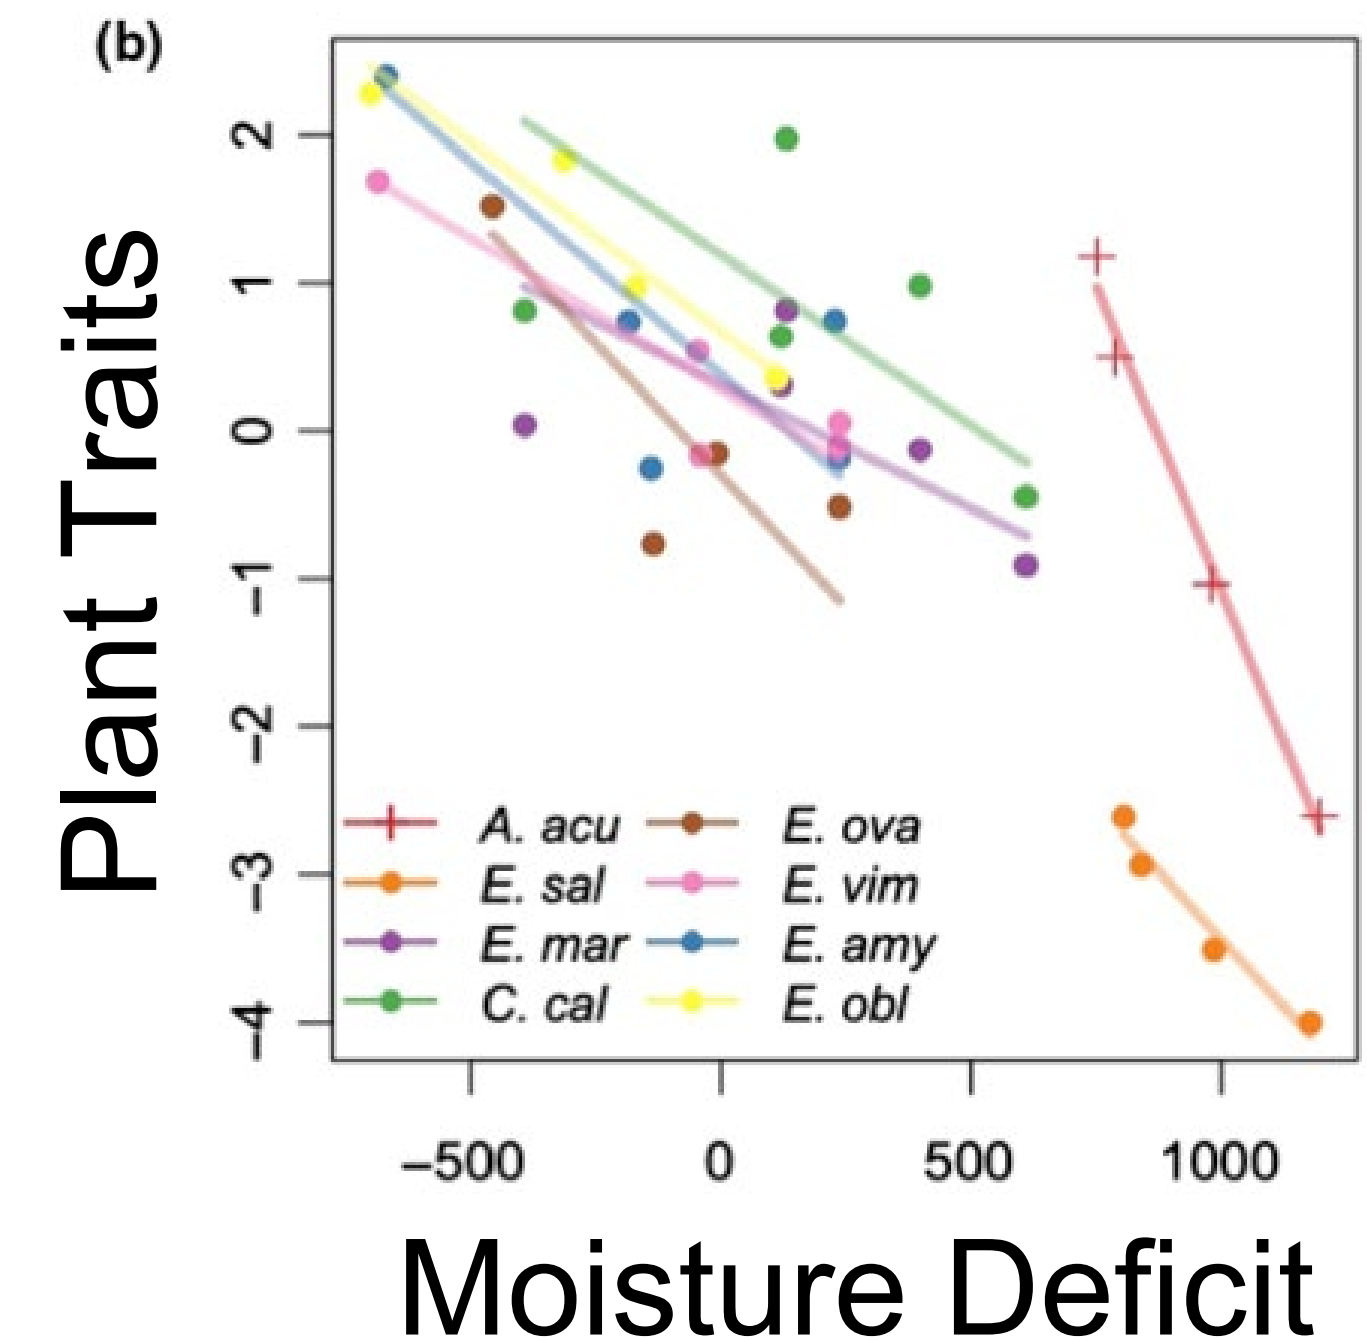 (b)
Plant Traits
2
1
0
−1
−2
−3
−4
A. acu
E. ova
E. sal
E. vim
E. mar
E. amy
C. cal
E. obl
−500
0
500
1000
Moisture Deficit